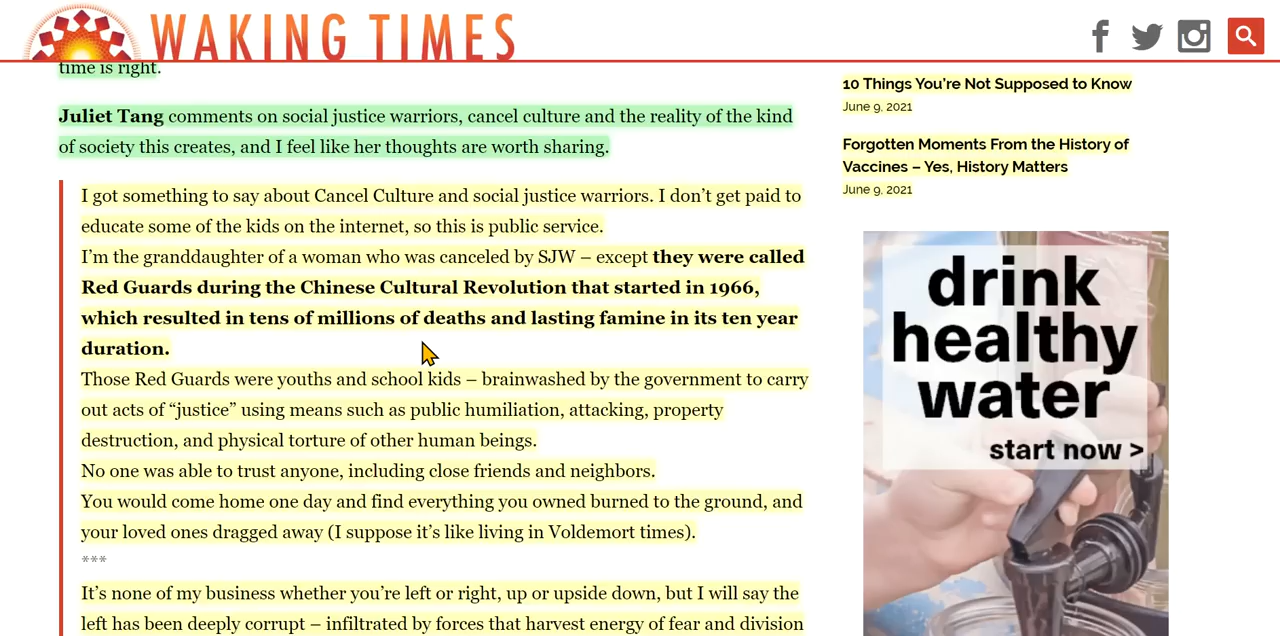 WAKING TIMES
time is right.
Juliet Tang comments on social justice warriors, cancel culture and the reality of the kind
of society this creates, and I feel like her thoughts are worth sharing.
I got something to say about Cancel Culture and social justice warriors. I don’t get paid to
educate some of the kids on the internet, so this is public service.
I’m the granddaughter of a woman who was canceled by SJW – except they were called
Red Guards during the Chinese Cultural Revolution that started in 1966,
which resulted in tens of millions of deaths and lasting famine in its ten year
duration.
Those Red Guards were youths and school kids – brainwashed by the government to carry
out acts of “justice” using means such as public humiliation, attacking, property
destruction, and physical torture of other human beings.
No one was able to trust anyone, including close friends and neighbors.
You would come home one day and find everything you owned burned to the ground, and
your loved ones dragged away (I suppose it’s like living in Voldemort times).
***
It’s none of my business whether you’re left or right, up or upside down, but I will say the
left has been deeply corrupt – infiltrated by forces that harvest energy of fear and division
10 Things You’re Not Supposed to Know
June 9, 2021
Forgotten Moments From the History of
Vaccines – Yes, History Matters
June 9, 2021
drink
healthy
water
start now >